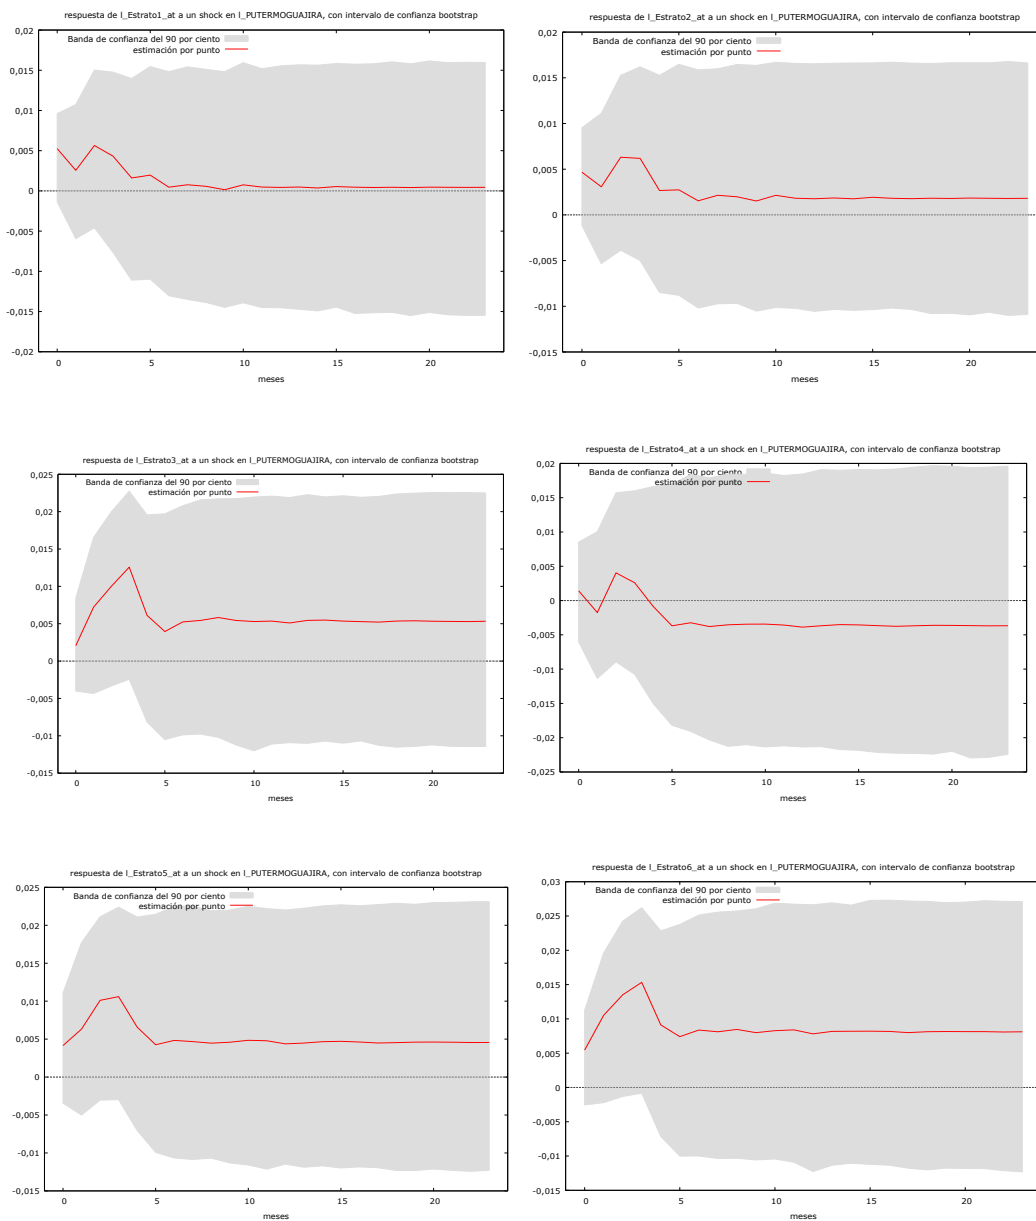 respuesta de l_Estrato1_at a un shock en l_PUTERMOGUAJIRA, con intervalo de confianza bootstrap
0,02
Banda de confianza del 90 por ciento
estimación por punto
0,015
0,01
0,005
0
-0,005
-0,01
-0,015
-0,02
0 5 10 15 20
meses
respuesta de l_Estrato2_at a un shock en l_PUTERMOGUAJIRA, con intervalo de confianza bootstrap
0,02
Banda de confianza del 90 por ciento
estimación por punto
0,015
0,01
0,005
0
-0,005
-0,01
-0,015
0 5 10 15 20
meses
respuesta de l_Estrato3_at a un shock en l_PUTERMOGUAJIRA, con intervalo de confianza bootstrap
0,025
Banda de confianza del 90 por ciento
estimación por punto
0,02
0,015
0,01
0,005
0
-0,005
-0,01
-0,015
0 5 10 15 20
meses
respuesta de l_Estrato4_at a un shock en l_PUTERMOGUAJIRA, con intervalo de confianza bootstrap
0,02
Banda de confianza del 90 por ciento
estimación por punto
0,015
0,01
0,005
0
-0,005
-0,01
-0,015
-0,02
-0,025
0 5 10 15 20
meses
respuesta de l_Estrato5_at a un shock en l_PUTERMOGUAJIRA, con intervalo de confianza bootstrap
0,025
Banda de confianza del 90 por ciento
estimación por punto
0,02
0,015
0,01
0,005
0
-0,005
-0,01
-0,015
0 5 10 15 20
meses
respuesta de l_Estrato6_at a un shock en l_PUTERMOGUAJIRA, con intervalo de confianza bootstrap
0,03
Banda de confianza del 90 por ciento
estimación por punto
0,025
0,02
0,015
0,01
0,005
0
-0,005
-0,01
-0,015
0 5 10 15 20
meses